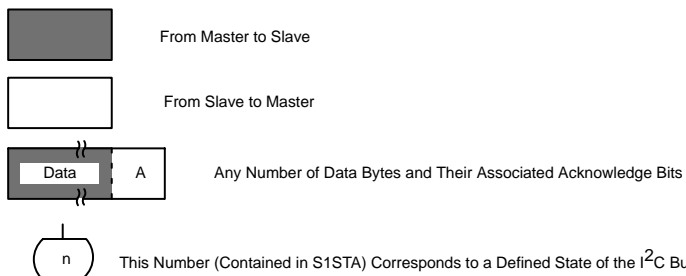 From Master to Slave
From Slave to Master
Data A Any Number of Data Bytes and Their Associated Acknowledge Bits
n This Number (Contained in S1STA) Corresponds to a Defined State of the I2C Bu